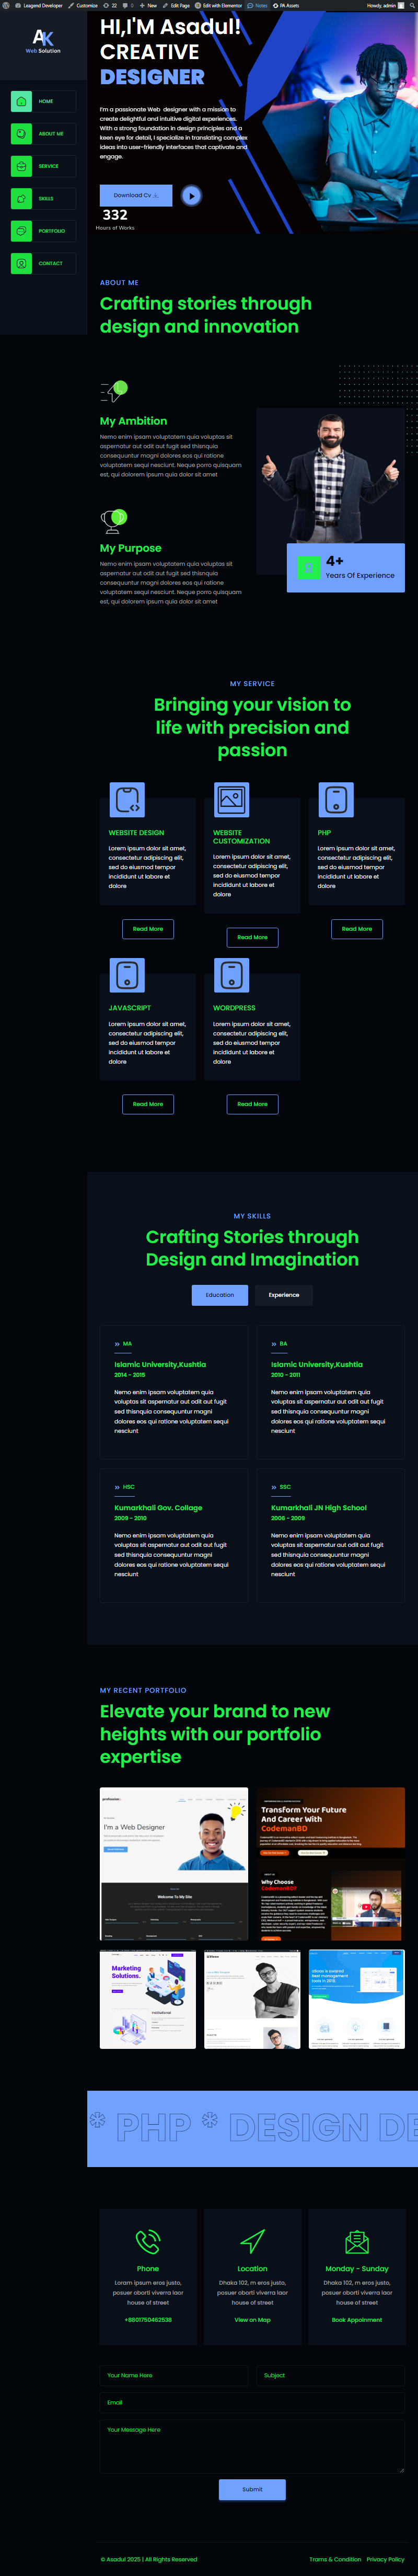 Leagend Developer Customize 22 0 New Edit Page Edit with Elementor Notes PA Assets Howdy, admin
AK
Web Solution
HOME
ABOUT ME
SERVICE
SKILLS
PORTFOLIO
CONTACT
HI,I'M Asadul!
CREATIVE
DESIGNER
I'm a passionate Web designer with a mission to
create delightful and intuitive digital experiences.
With a strong foundation in design principles and a
keen eye for detail, I specialize in translating complex
ideas into user-friendly interfaces that captivate and
engage.
Download Cv
332
Hours of Works
ABOUT ME
Crafting stories through
design and innovation
My Ambition
Nemo enim ipsam voluptatem quia voluptas sit
aspernatur aut odit aut fugit sed thisnquia
consequuntur magni dolores eos qui ratione
voluptatem sequi nesciunt. Neque porro quisquam
est, qui dolorem ipsum quia dolor sit amet
My Purpose
Nemo enim ipsam voluptatem quia voluptas sit
aspernatur aut odit aut fugit sed thisnquia
consequuntur magni dolores eos qui ratione
voluptatem sequi nesciunt. Neque porro quisquam
est, qui dolorem ipsum quia dolor sit amet
4+
Years Of Experience
MY SERVICE
Bringing your vision to
life with precision and
passion
WEBSITE DESIGN
Lorem ipsum dolor sit amet,
consectetur adipiscing elit,
sed do eiusmod tempor
incididunt ut labore et
dolore
Read More
WEBSITE
CUSTOMIZATION
Lorem ipsum dolor sit amet,
consectetur adipiscing elit,
sed do eiusmod tempor
incididunt ut labore et
dolore
Read More
PHP
Lorem ipsum dolor sit amet,
consectetur adipiscing elit,
sed do eiusmod tempor
incididunt ut labore et
dolore
Read More
JAVASCRIPT
Lorem ipsum dolor sit amet,
consectetur adipiscing elit,
sed do eiusmod tempor
incididunt ut labore et
dolore
Read More
WORDPRESS
Lorem ipsum dolor sit amet,
consectetur adipiscing elit,
sed do eiusmod tempor
incididunt ut labore et
dolore
Read More
MY SKILLS
Crafting Stories through
Design and Imagination
Education
Experience
MA
Islamic University,Kushtia
2014 - 2015
Nemo enim ipsam voluptatem quia
voluptas sit aspernatur aut odit aut fugit
sed thisnquia consequuntur magni
dolores eos qui ratione voluptatem sequi
nesciunt
BA
Islamic University,Kushtia
2010 - 2011
Nemo enim ipsam voluptatem quia
voluptas sit aspernatur aut odit aut fugit
sed thisnquia consequuntur magni
dolores eos qui ratione voluptatem sequi
nesciunt
HSC
Kumarkhali Gov. Collage
2009 - 2010
Nemo enim ipsam voluptatem quia
voluptas sit aspernatur aut odit aut fugit
sed thisnquia consequuntur magni
dolores eos qui ratione voluptatem sequi
nesciunt
SSC
Kumarkhali JN High School
2006 - 2009
Nemo enim ipsam voluptatem quia
voluptas sit aspernatur aut odit aut fugit
sed thisnquia consequuntur magni
dolores eos qui ratione voluptatem sequi
nesciunt
MY RECENT PORTFOLIO
Elevate your brand to new
heights with our portfolio
expertise
I'm a Web Designer
Welcome To My Site
Transform Your Future
And Career With
CodemanBD
Why Choose
CodemanBD?
Marketing
Solutions.
* PHP * DESIGN DE
Phone
Loram ipsum eros justo,
posuer oborti viverra laor
house of street
+8801750462538
Location
Dhaka 102, m eros justo,
posuer oborti viverra laor
house of street
View on Map
Monday - Sunday
Dhaka 102, m eros justo,
posuer oborti viverra laor
house of street
Book Appoinment
Your Name Here
Subject
Email
Your Message Here
Submit
© Asadul 2025 | All Rights Reserved
Trams & Condition Privacy Policy